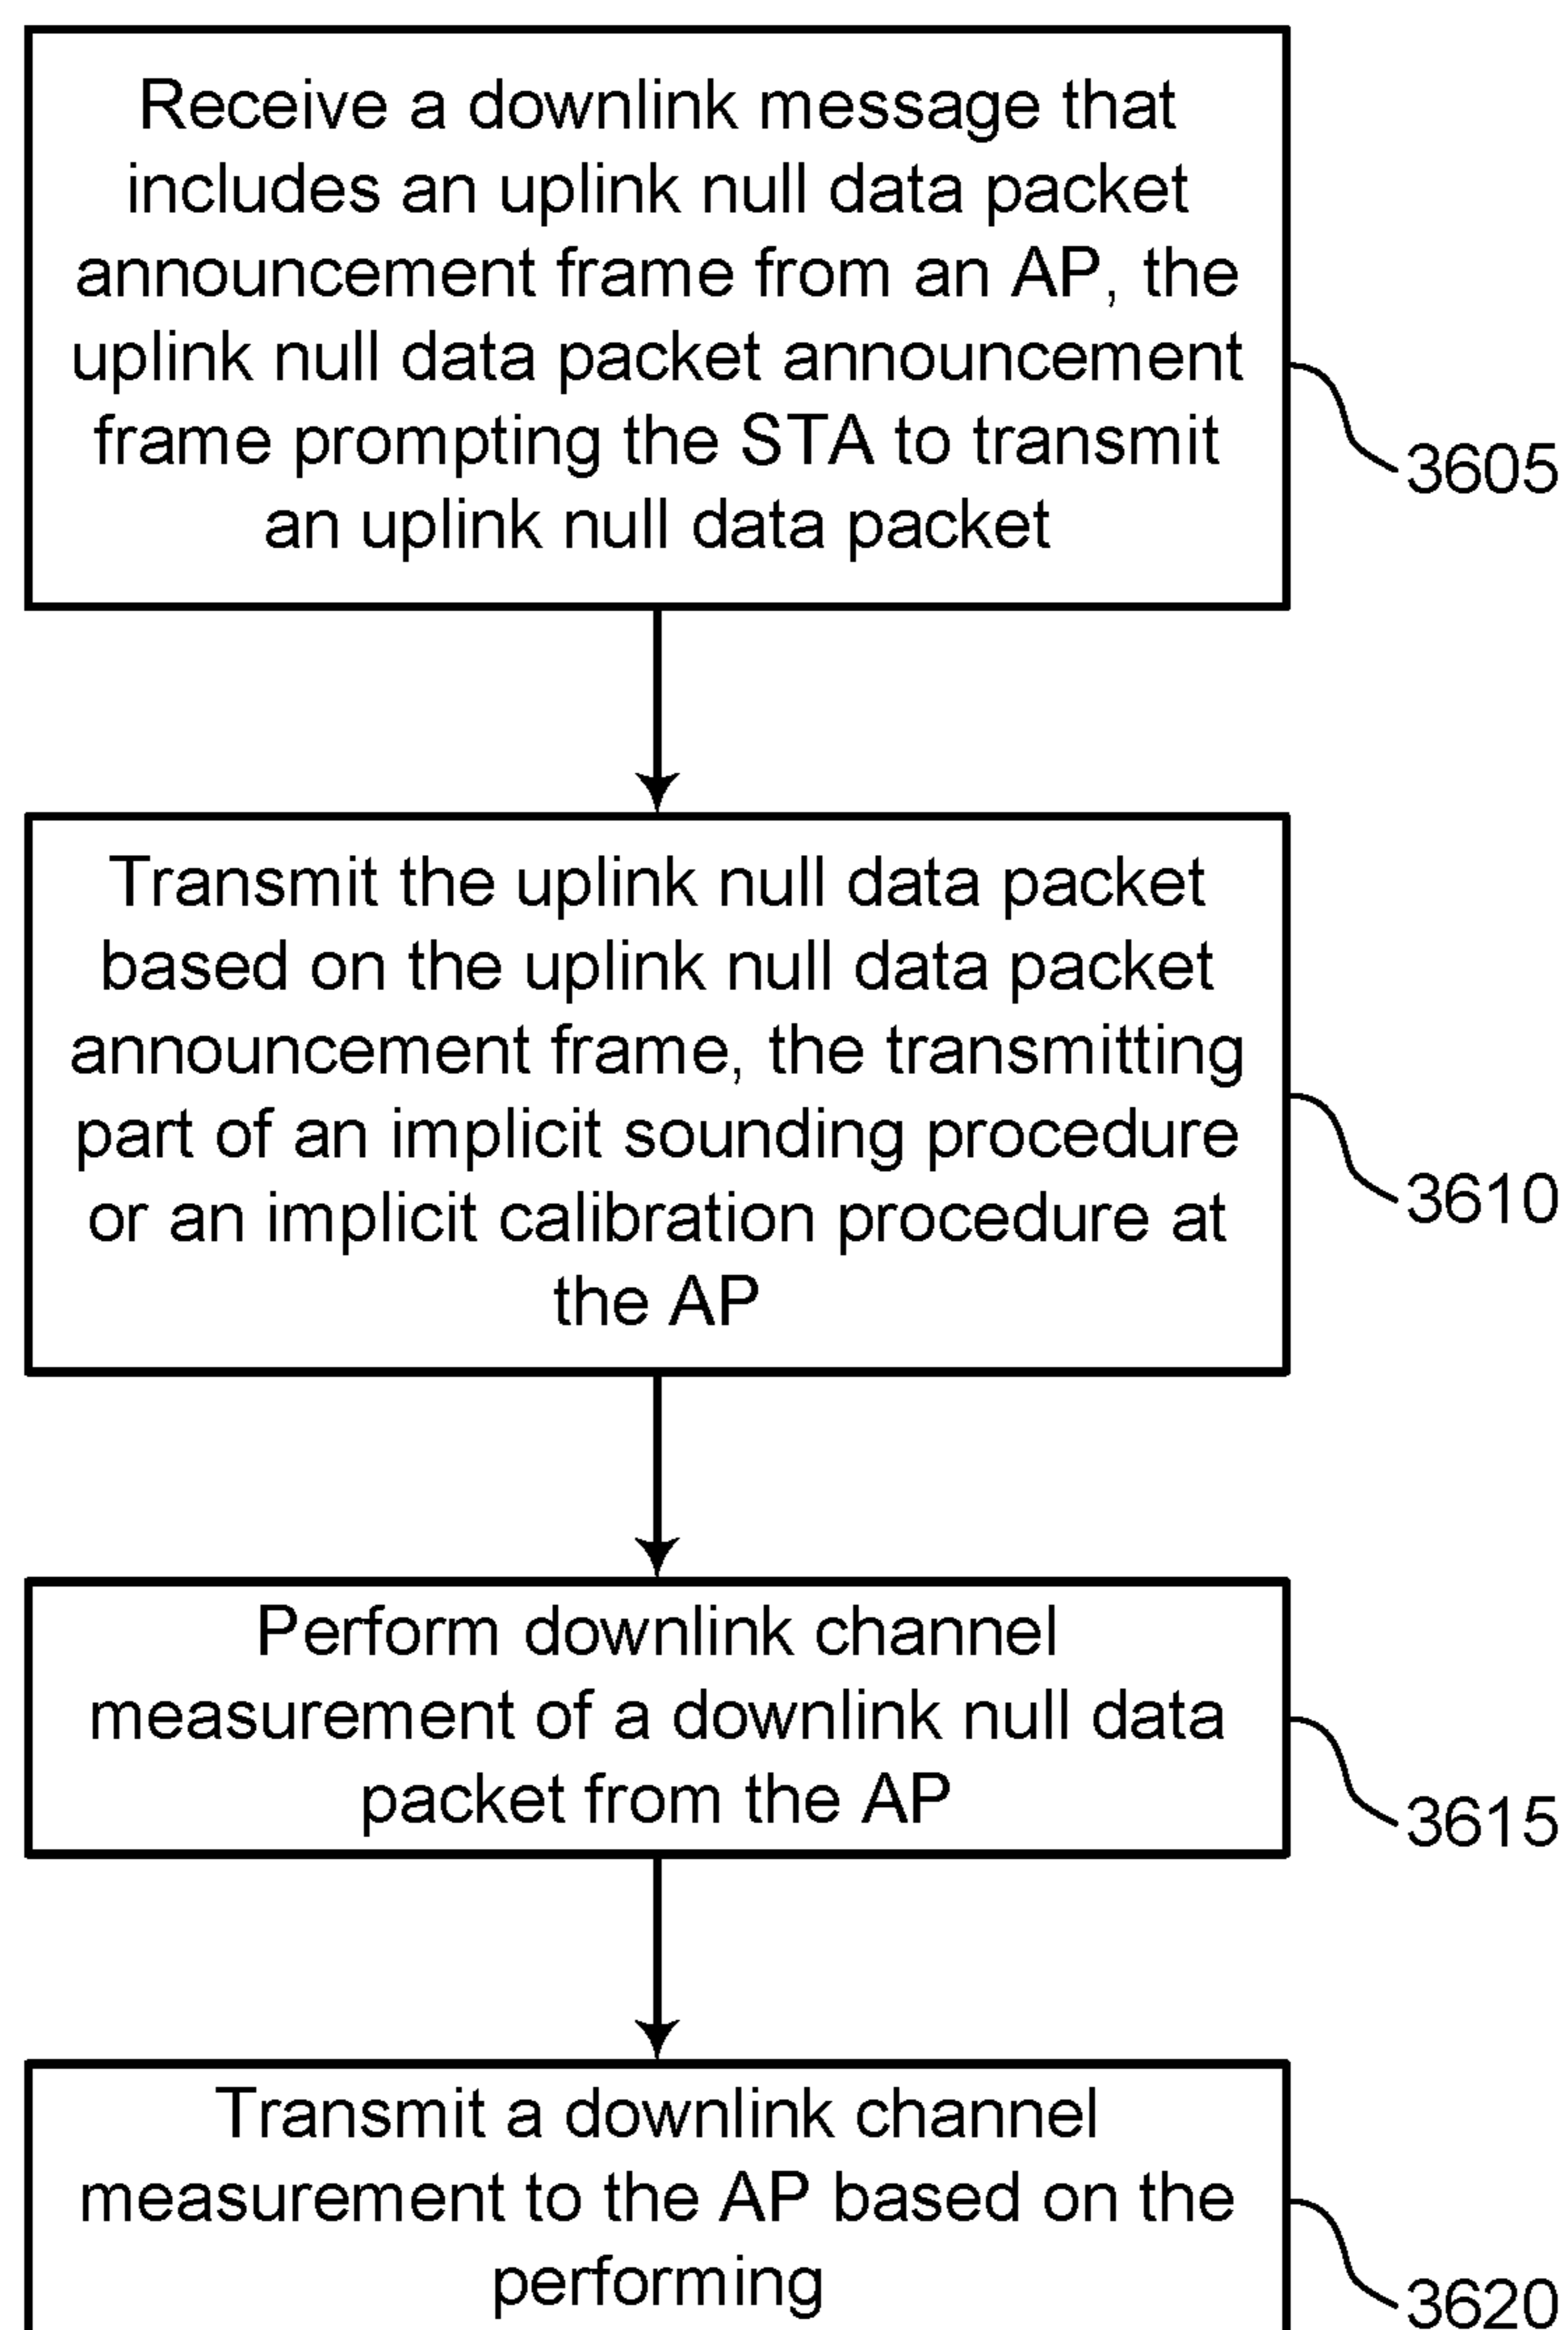 Receive a downlink message that
includes an uplink null data packet
announcement frame from an AP, the
uplink null data packet announcement
frame prompting the STA to transmit
an uplink null data packet
3605
Transmit the uplink null data packet
based on the uplink null data packet
announcement frame, the transmitting
part of an implicit sounding procedure
or an implicit calibration procedure at
the AP
3610
Perform downlink channel
measurement of a downlink null data
packet from the AP
3615
Transmit a downlink channel
measurement to the AP based on the
performing
3620